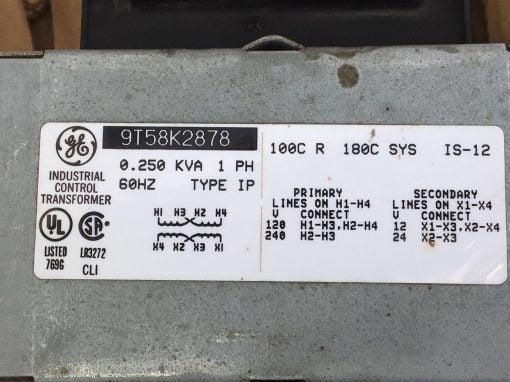 9T58K2878
GE
INDUSTRIAL
CONTROL
TRANSFORMER
0.250 KVA 1 PH
60HZ TYPE IP
H1 H3 H2 H4
X4 X2 X3 X1
UL
LISTED
769G
SA
LR3272
CLI
100C R 180C SYS IS-12
PRIMARY
LINES ON H1-H4
V CONNECT
120 H1-H3,H2-H4
240 H2-H3
SECONDARY
LINES ON X1-X4
V CONNECT
12 X1-X3,X2-X4
24 X2-X3